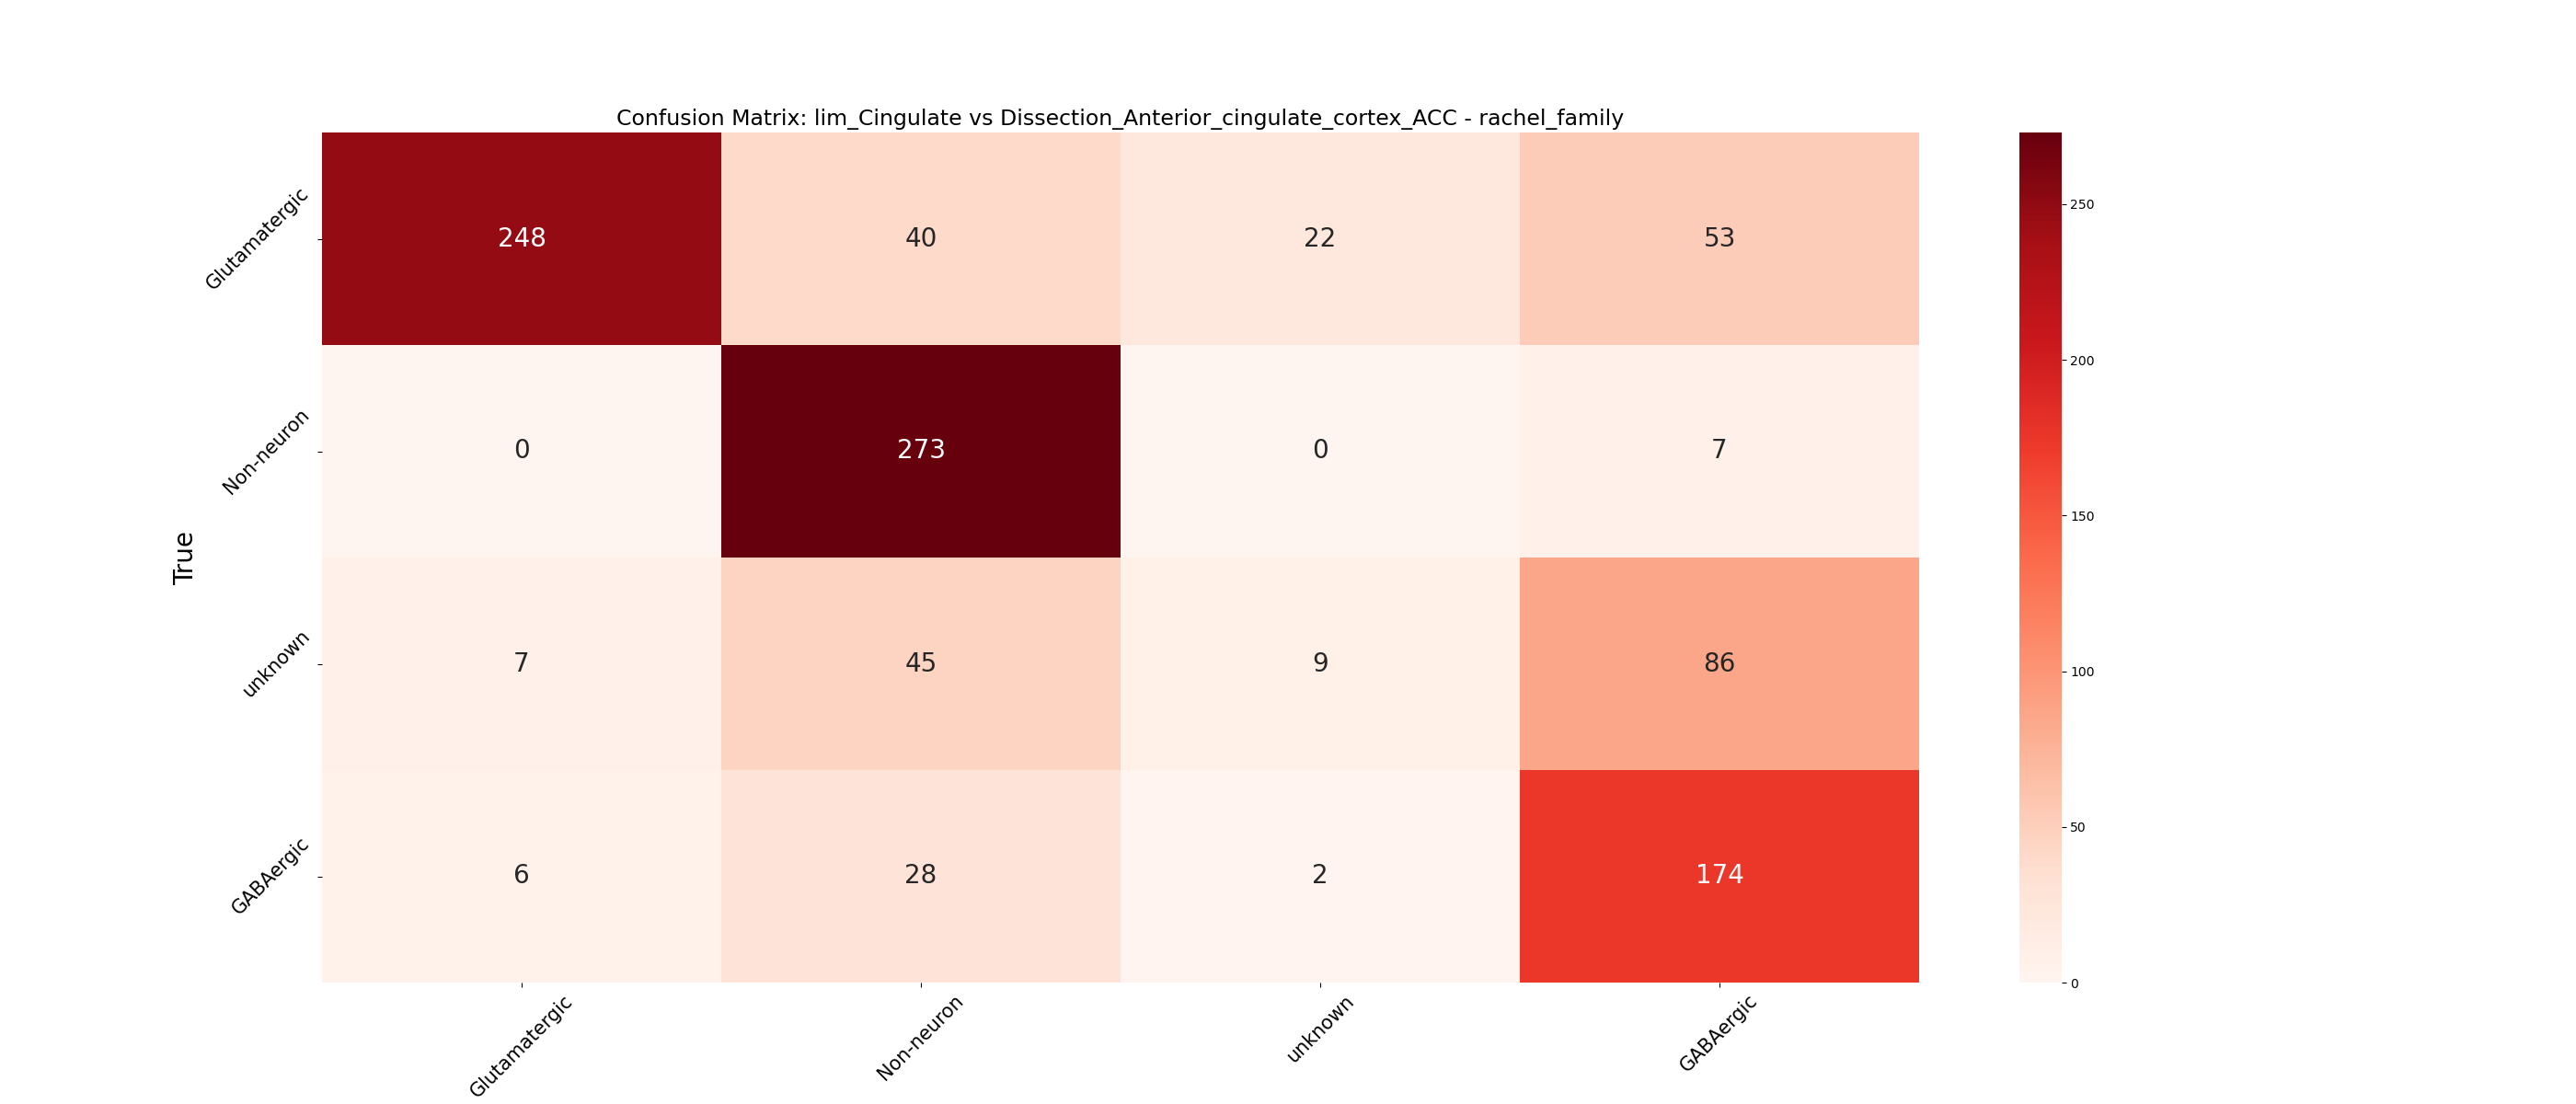 Confusion Matrix: lim_Cingulate vs Dissection_Anterior_cingulate_cortex_ACC - rachel_family
Glutamatergic 248 40 22 53
Non-neuron 0 273 0 7
unknown 7 45 9 86
GABAergic 6 28 2 174
True
Glutamatergic Non-neuron unknown GABAergic
250
200
150
100
50
0